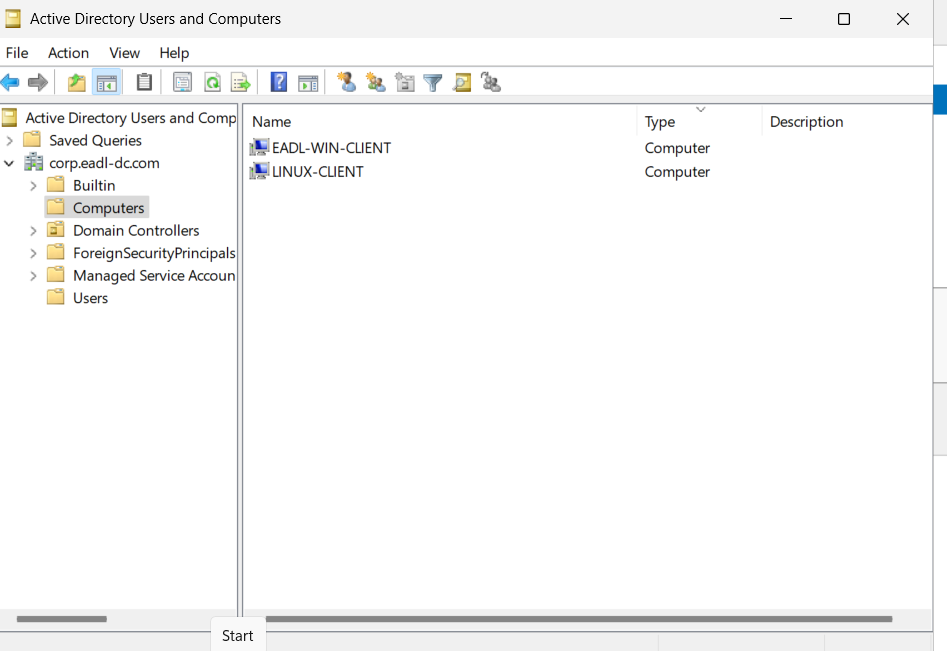 Active Directory Users and Computers
File Action View Help
Active Directory Users and Comp
Saved Queries
corp.eadl-dc.com
Builtin
Computers
Domain Controllers
ForeignSecurityPrincipals
Managed Service Accoun
Users
Name Type Description
EADL-WIN-CLIENT Computer
LINUX-CLIENT Computer
Start